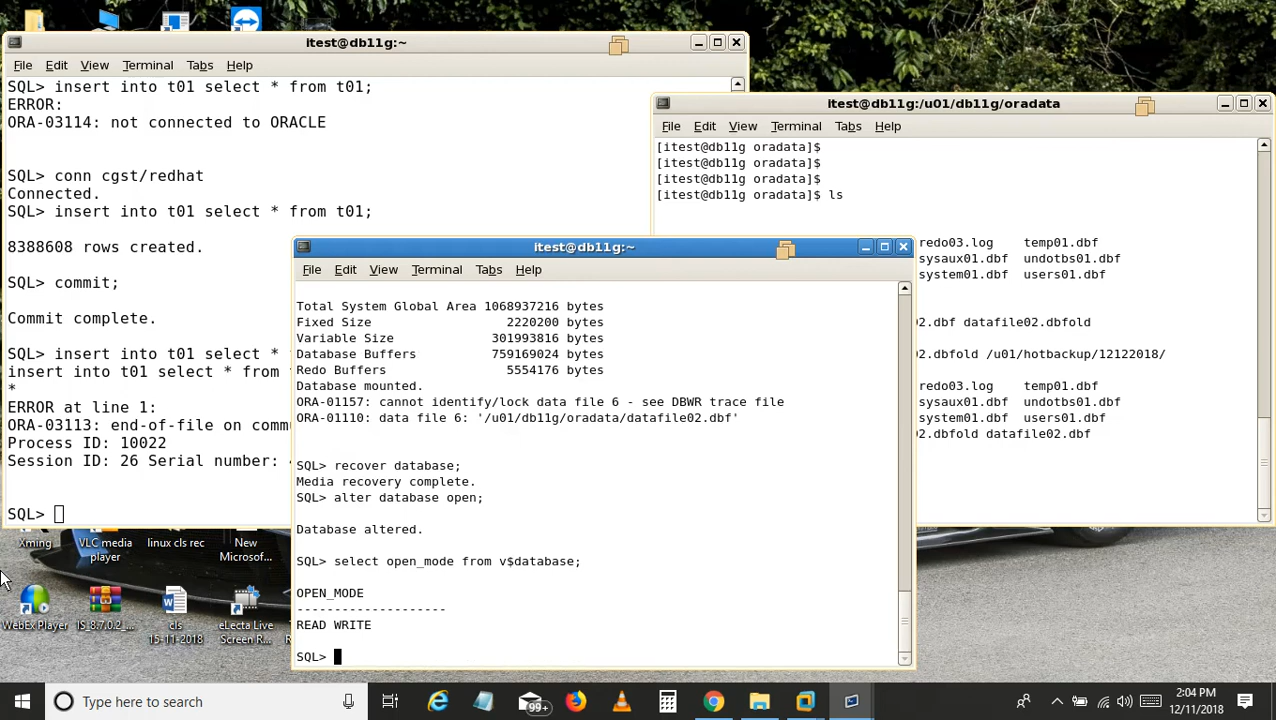 itest@db11g:~
File Edit View Terminal Tabs Help
SQL> insert into t01 select * from t01;
ERROR:
ORA-03114: not connected to ORACLE
SQL> conn cgst/redhat
Connected.
SQL> insert into t01 select * from t01;
8388608 rows created.
SQL> commit;
Commit complete.
SQL> insert into t01 select *
insert into t01 select * from
*
ERROR at line 1:
ORA-03113: end-of-file on
Process ID: 10022
Session ID: 26 Serial number:
SQL>
itest@db11g:/u01/db11g/oradata
File Edit View Terminal Tabs Help
[itest@db11g oradata]$
[itest@db11g oradata]$
[itest@db11g oradata]$
[itest@db11g oradata]$ ls
redo03.log temp01.dbf
sysaux01.dbf undotbs01.dbf
system01.dbf users01.dbf
02.dbf datafile02.dbfold
02.dbfold /u01/hotbackup/12122018/
redo03.log temp01.dbf
sysaux01.dbf undotbs01.dbf
system01.dbf users01.dbf
02.dbfold datafile02.dbf
itest@db11g:~
File Edit View Terminal Tabs Help
Total System Global Area 1068937216 bytes
Fixed Size 2220200 bytes
Variable Size 301993816 bytes
Database Buffers 759169024 bytes
Redo Buffers 5554176 bytes
Database mounted.
ORA-01157: cannot identify/lock data file 6 - see DBWR trace file
ORA-01110: data file 6: '/u01/db11g/oradata/datafile02.dbf'
SQL> recover database;
Media recovery complete.
SQL> alter database open;
Database altered.
SQL> select open_mode from v$database;
OPEN_MODE
--------------------
READ WRITE
SQL>
Xming
VLC media
player
linux cls rec
New
Microsof...
WebEx Player
JS_8.7.0.2_...
cls
15-11-2018
eLecta Live
Screen R...
Type here to search
99+
2:04 PM
12/11/2018